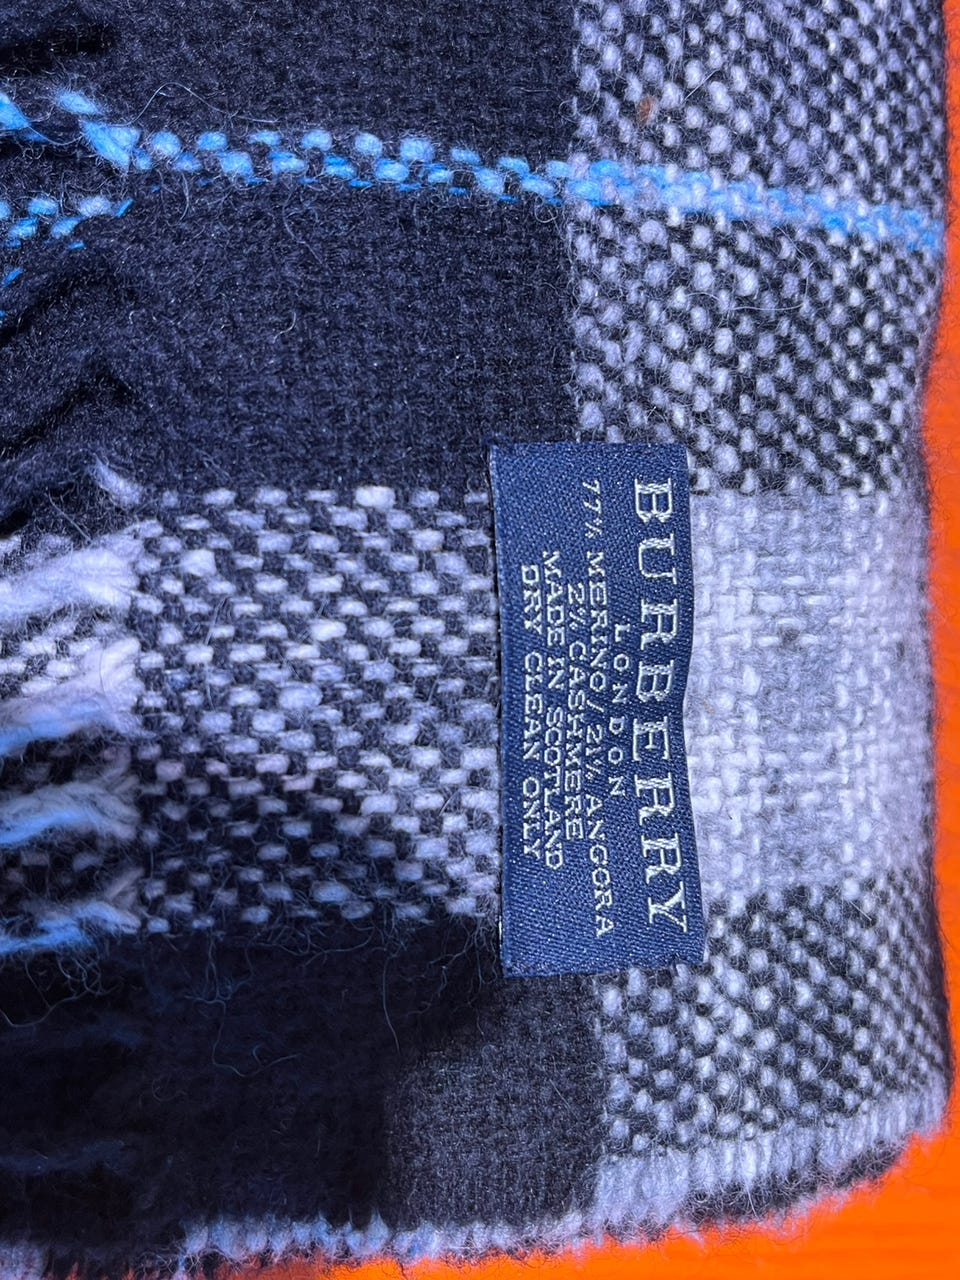 BURBERRY
LONDON
77% MERINO/21% ANGORA
2% CASHMERE
MADE IN SCOTLAND
DRY CLEAN ONLY